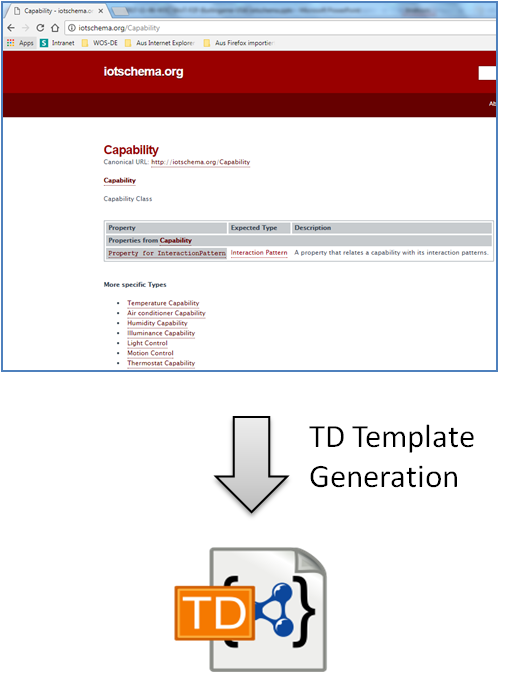 Capability - iotschema.or
iotschema.org/Capability
Apps Intranet WOS-DE Aus Internet Explorer Aus Firefox importier
iotschema.org
Capability
Canonical URL: http://iotschema.org/Capability
Capability
Capability Class
Property Expected Type Description
Properties from Capability
Property for InteractionPattern Interaction Pattern A property that relates a capability with its interaction patterns.
More specific Types
Temperature Capability
Air conditioner Capability
Humidity Capability
Illuminance Capability
Light Control
Motion Control
Thermostat Capability
TD Template
Generation
{ }
TD